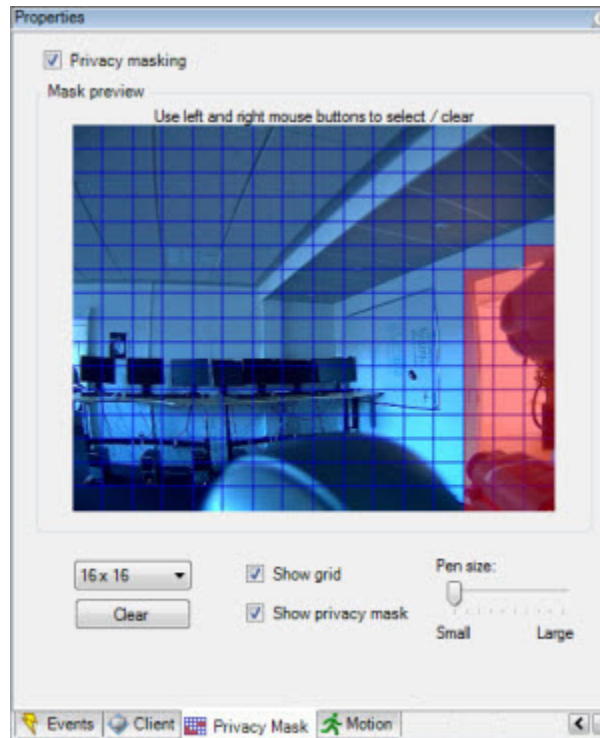 Properties
Privacy masking
Mask preview
Use left and right mouse buttons to select / clear
16 x 16
Show grid
Pen size:
Clear
Show privacy mask
Small
Large
Events
Client
Privacy Mask
Motion